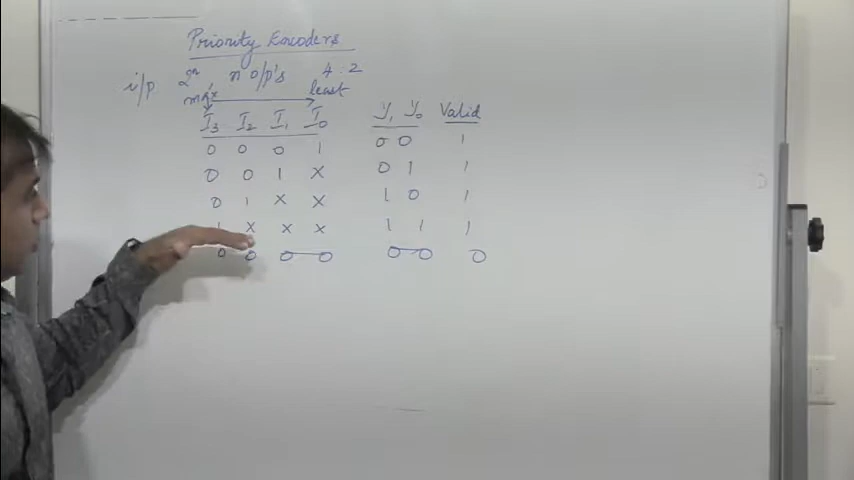 Priority Encoders
i/p 2ⁿ n o/p's 4:2
max least
I₃ I₂ I₁ I₀ Y₁ Y₀ Valid
0 0 0 1 0 0 1
0 0 1 X 0 1 1
0 1 X X 1 0 1
1 X X X 1 1 1
0 0 0 0 0 0 0